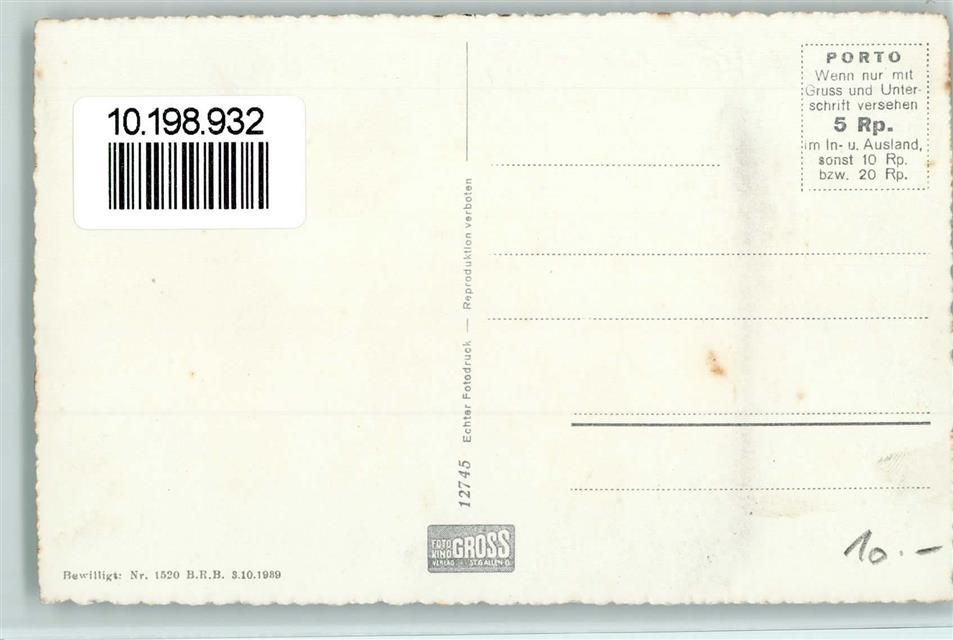 10.198.932
PORTO
Wenn nur mit
Gruss und Unter-
schrift versehen
5 Rp.
im In- u. Ausland,
sonst 10 Rp.
bzw. 20 Rp.
12745 Echter Fotodruck — Reproduktion verboten
FOTO
KINO GROSS
VERLAG ST. GALLEN O.
Bewilligt: Nr. 1520 B.R.B. 3.10.1939
10.-